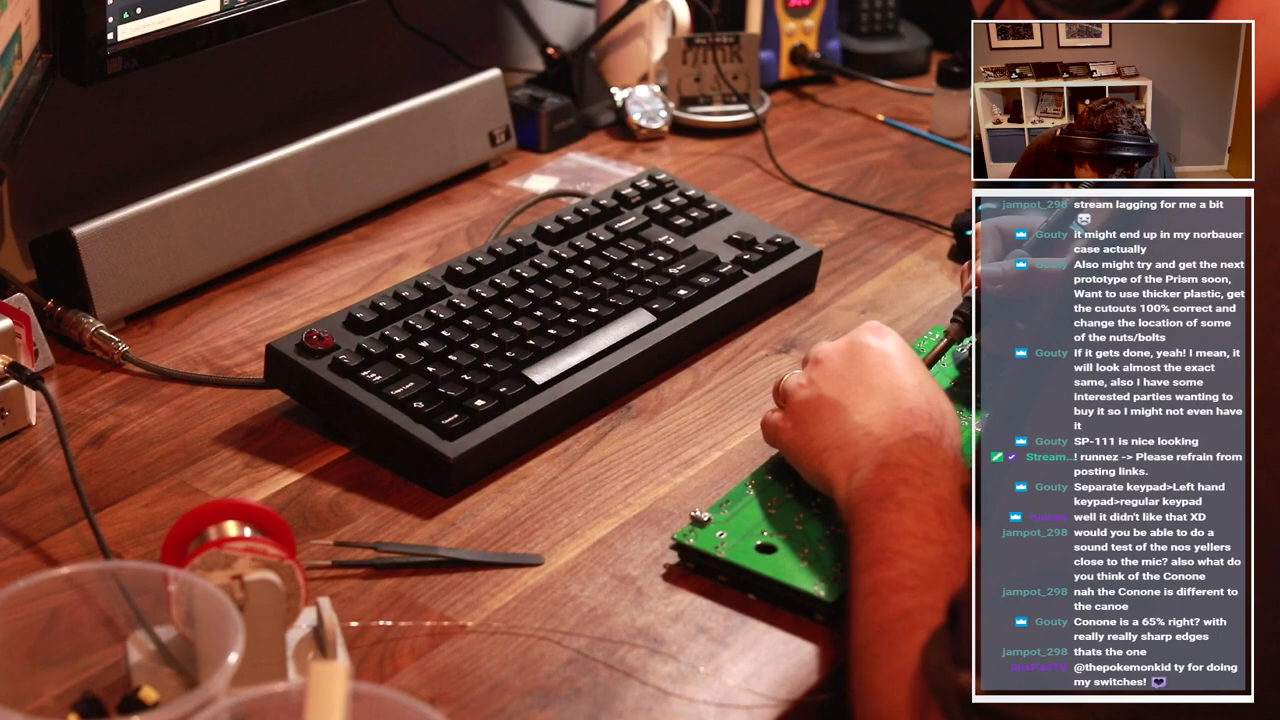 jampot_298 stream lagging for me a bit
Gouty it might end up in my norbauer
case actually
Gouty Also might try and get the next
prototype of the Prism soon,
Want to use thicker plastic, get
the cutouts 100% correct and
change the location of some
of the nuts/bolts
Gouty If it gets done, yeah! I mean, it
will look almost the exact
same, also I have some
interested parties wanting to
buy it so I might not even have
it
Gouty SP-111 is nice looking
Stream...! runnez -> Please refrain from
posting links.
Gouty Separate keypad>Left hand
keypad>regular keypad
well it didn't like that XD
jampot_298 would you be able to do a
sound test of the nos yellers
close to the mic? also what do
you think of the Conone
jampot_298 nah the Conone is different to
the canoe
Gouty Conone is a 65% right? with
really really sharp edges
jampot_298 thats the one
@thepokemonkid ty for doing
my switches!